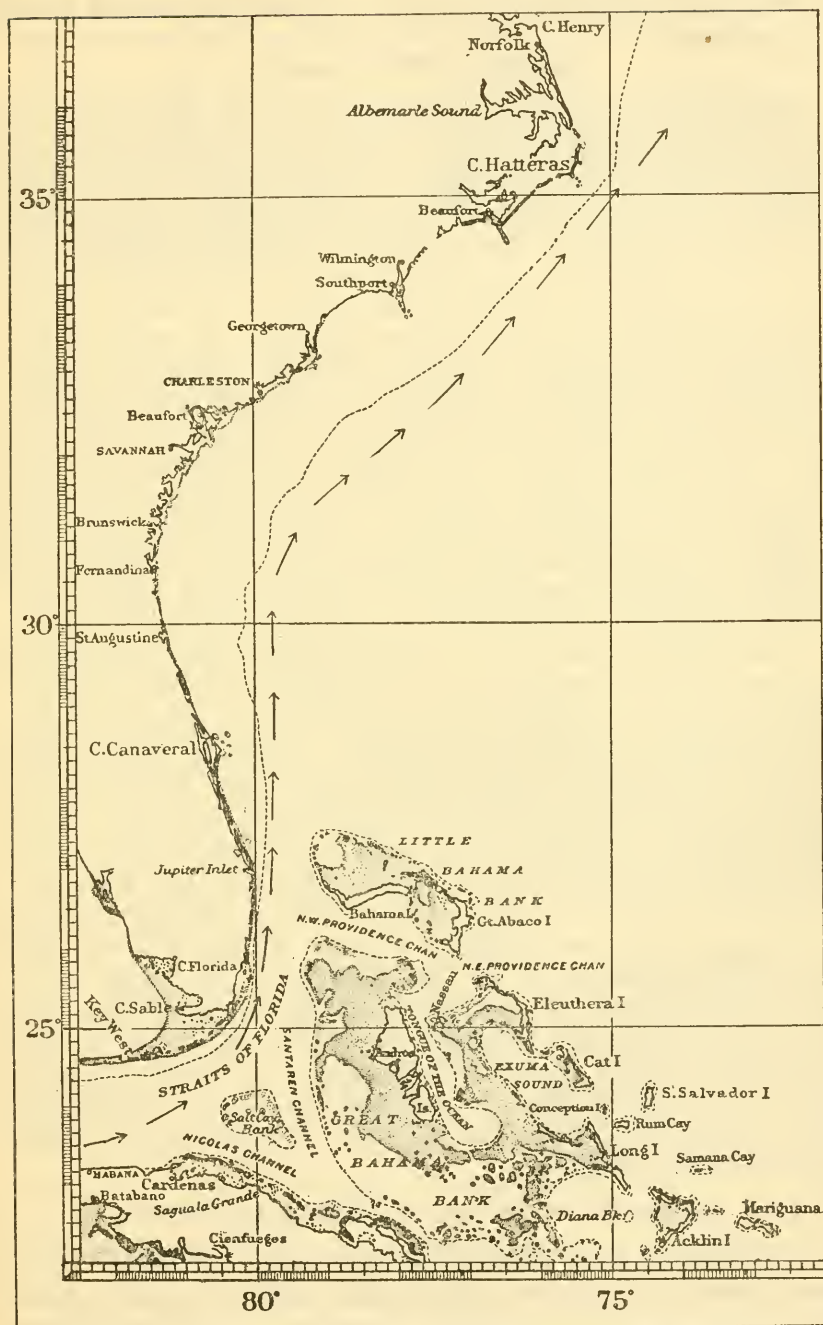 C. Henry
Norfolk
Albemarle Sound
C. Hatteras
35°
Beaufort
Wilmington
Southport
Georgetown
CHARLESTON
Beaufort
SAVANNAH
Brunswick
Fernandina
30°
St Augustine
C. Canaveral
Jupiter Inlet
LITTLE
BAHAMA
BANK
Bahama I
Gt. Abaco I
N.W. PROVIDENCE CHAN
N.E. PROVIDENCE CHAN
C. Florida
Nassau
Eleuthera I
C. Sable
Key West
25°
STRAITS OF FLORIDA
SANTAREN CHANNEL
Andros
Is.
TONGUE OF THE OCEAN
EXUMA
SOUND
Cat I
S. Salvador I
Salt Cay
Bank
GREAT
BAHAMA
BANK
Conception I
Rum Cay
Long I
Samana Cay
NICOLAS CHANNEL
HABANA
Cardenas
Batabano
Sagua la Grande
Cienfuegos
Diana Bk
Mariguana
Acklin I
80°
75°